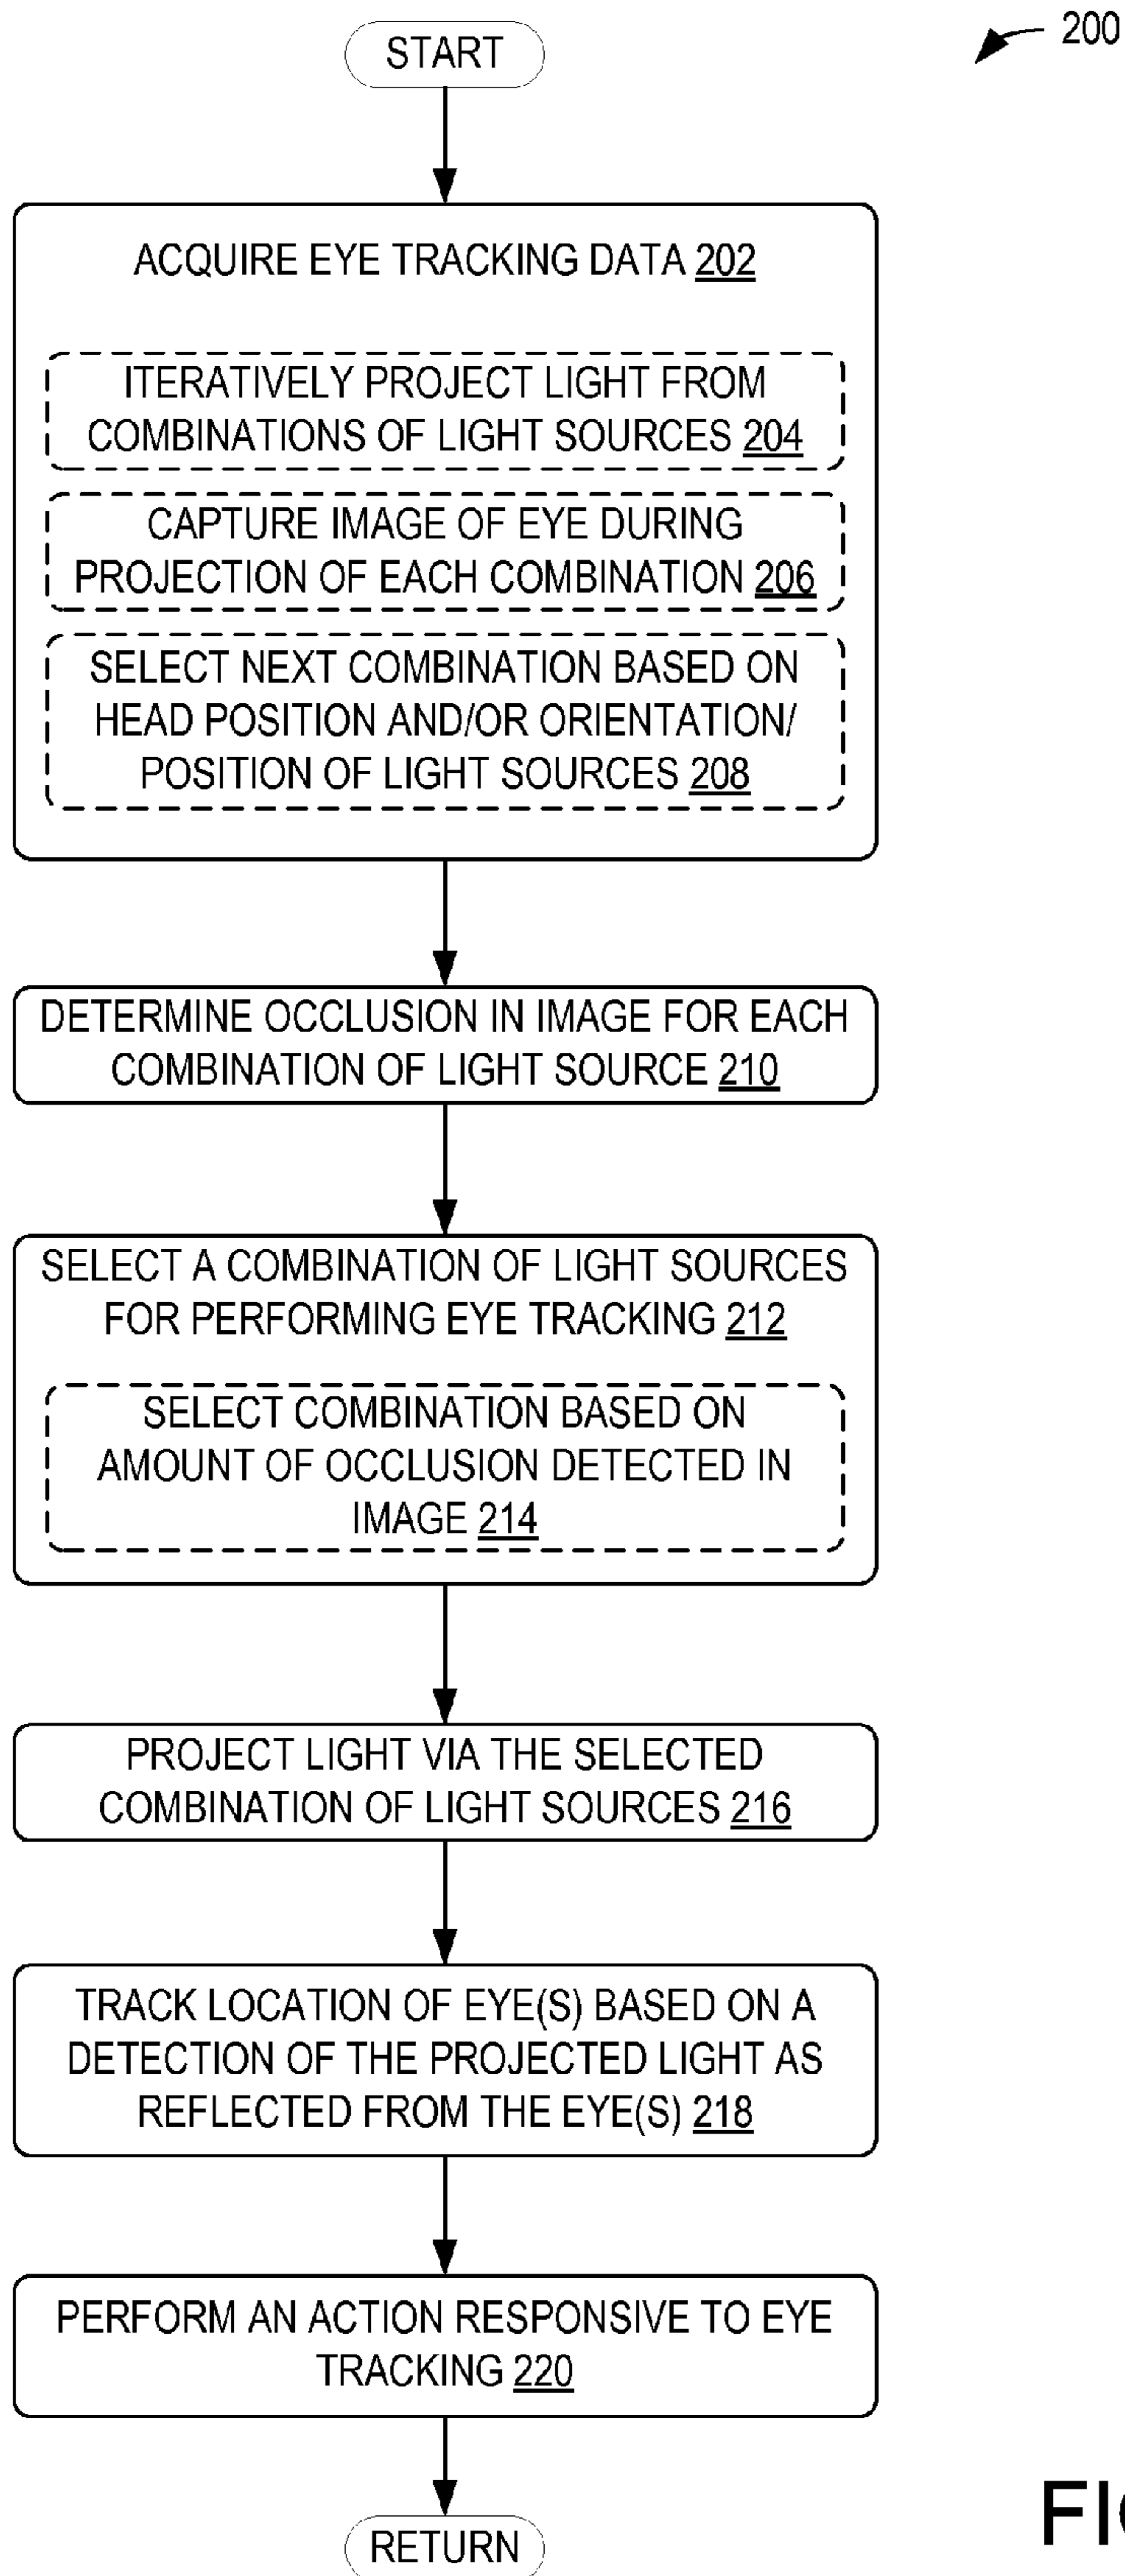 START
200
ACQUIRE EYE TRACKING DATA 202
ITERATIVELY PROJECT LIGHT FROM
COMBINATIONS OF LIGHT SOURCES 204
CAPTURE IMAGE OF EYE DURING
PROJECTION OF EACH COMBINATION 206
SELECT NEXT COMBINATION BASED ON
HEAD POSITION AND/OR ORIENTATION/
POSITION OF LIGHT SOURCES 208
DETERMINE OCCLUSION IN IMAGE FOR EACH
COMBINATION OF LIGHT SOURCE 210
SELECT A COMBINATION OF LIGHT SOURCES
FOR PERFORMING EYE TRACKING 212
SELECT COMBINATION BASED ON
AMOUNT OF OCCLUSION DETECTED IN
IMAGE 214
PROJECT LIGHT VIA THE SELECTED
COMBINATION OF LIGHT SOURCES 216
TRACK LOCATION OF EYE(S) BASED ON A
DETECTION OF THE PROJECTED LIGHT AS
REFLECTED FROM THE EYE(S) 218
PERFORM AN ACTION RESPONSIVE TO EYE
TRACKING 220
RETURN